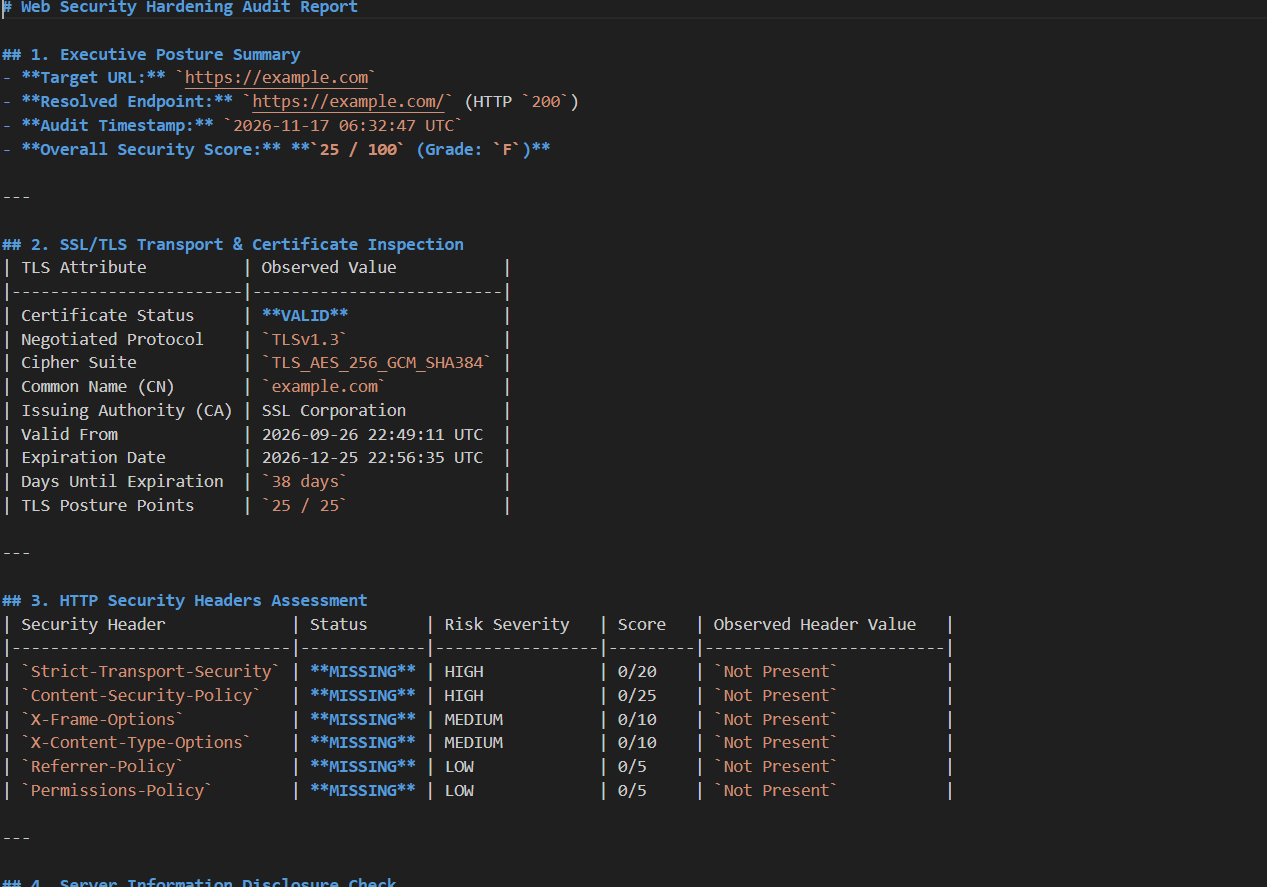 # Web Security Hardening Audit Report
## 1. Executive Posture Summary
- **Target URL:** `https://example.com`
- **Resolved Endpoint:** `https://example.com/` (HTTP `200`)
- **Audit Timestamp:** `2026-11-17 06:32:47 UTC`
- **Overall Security Score:** **`25 / 100` (Grade: `F`)**
---
## 2. SSL/TLS Transport & Certificate Inspection
| TLS Attribute          | Observed Value           |
|------------------------|--------------------------|
| Certificate Status     | **VALID**                |
| Negotiated Protocol    | `TLSv1.3`                |
| Cipher Suite           | `TLS_AES_256_GCM_SHA384` |
| Common Name (CN)       | `example.com`            |
| Issuing Authority (CA) | SSL Corporation          |
| Valid From             | 2026-09-26 22:49:11 UTC  |
| Expiration Date        | 2026-12-25 22:56:35 UTC  |
| Days Until Expiration  | `38 days`                |
| TLS Posture Points     | `25 / 25`                |
---
## 3. HTTP Security Headers Assessment
| Security Header             | Status      | Risk Severity   | Score   | Observed Header Value   |
|-----------------------------|-------------|-----------------|---------|-------------------------|
| `Strict-Transport-Security` | **MISSING** | HIGH            | 0/20    | `Not Present`           |
| `Content-Security-Policy`   | **MISSING** | HIGH            | 0/25    | `Not Present`           |
| `X-Frame-Options`           | **MISSING** | MEDIUM          | 0/10    | `Not Present`           |
| `X-Content-Type-Options`    | **MISSING** | MEDIUM          | 0/10    | `Not Present`           |
| `Referrer-Policy`           | **MISSING** | LOW             | 0/5     | `Not Present`           |
| `Permissions-Policy`        | **MISSING** | LOW             | 0/5     | `Not Present`           |
---
## 4. Server Information Disclosure Check